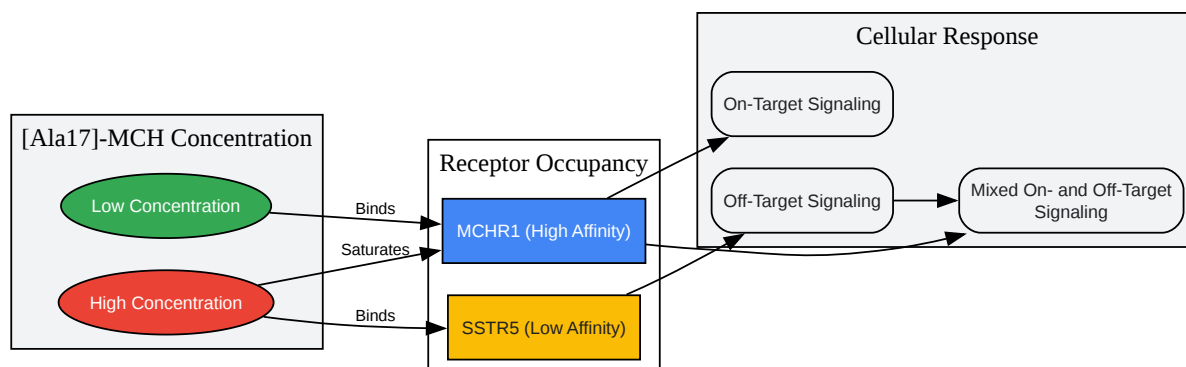 [Ala17]-MCH Concentration
Low Concentration
High Concentration
Binds
Saturates
Binds
Receptor Occupancy
MCHR1 (High Affinity)
SSTR5 (Low Affinity)
Cellular Response
On-Target Signaling
Off-Target Signaling
Mixed On- and Off-Target
Signaling